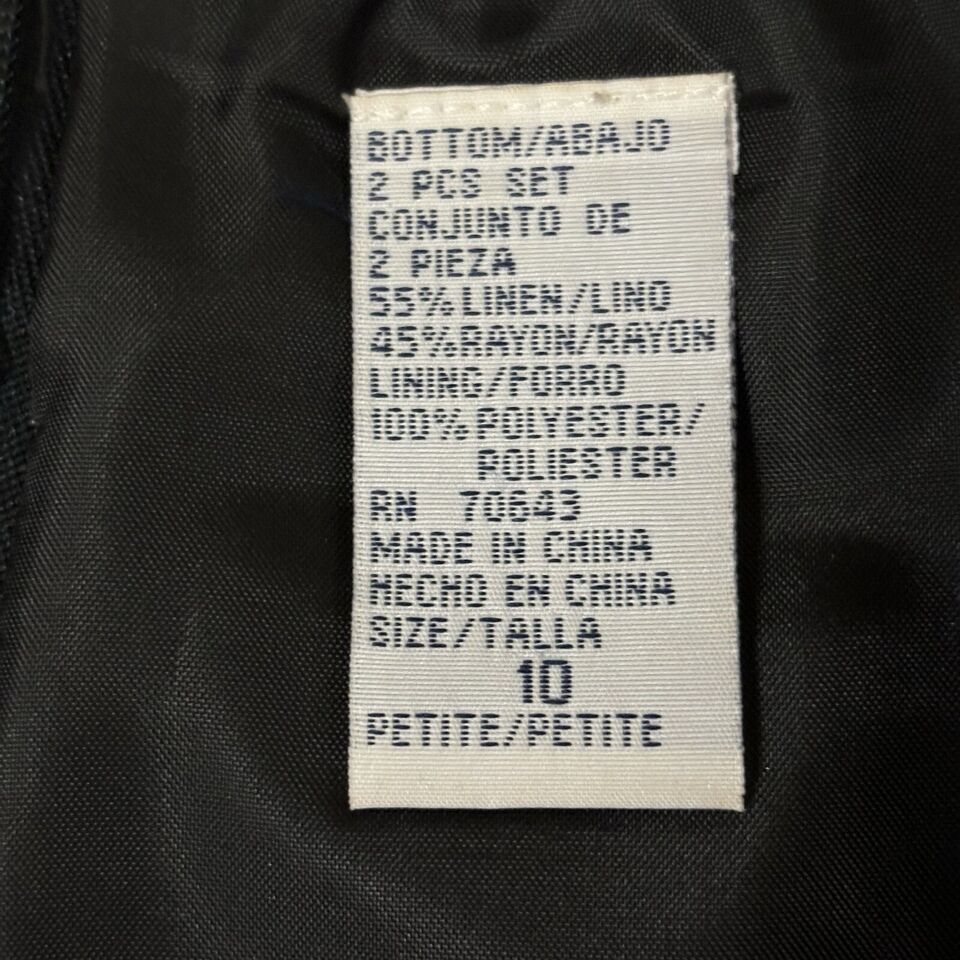 BOTTOM/ABAJO
2 PCS SET
CONJUNTO DE
2 PIEZA
55% LINEN/LINO
45% RAYON/RAYON
LINING/FORRO
100% POLYESTER/
POLIESTER
RN 70643
MADE IN CHINA
HECHO EN CHINA
SIZE/TALLA
10
PETITE/PETITE